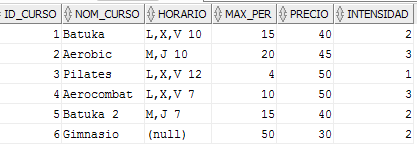 ID_CURSO NOM_CURSO HORARIO MAX_PER PRECIO INTENSIDAD
1 Batuka L,X,V 10 15 40 2
2 Aerobic M,J 10 20 45 3
3 Pilates L,X,V 12 4 50 1
4 Aerocombat L,X,V 7 10 50 3
5 Batuka 2 M,J 7 15 40 2
6 Gimnasio (null) 50 30 2